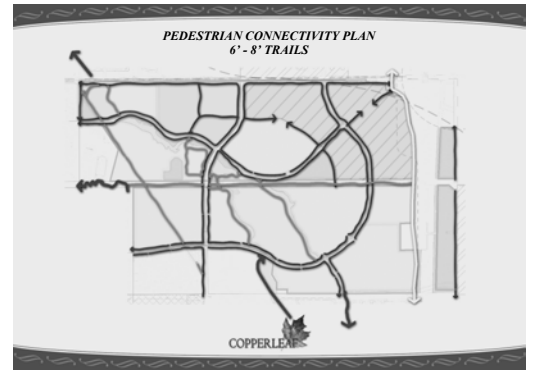 PEDESTRIAN CONNECTIVITY PLAN
6' - 8' TRAILS
COPPERLEAF